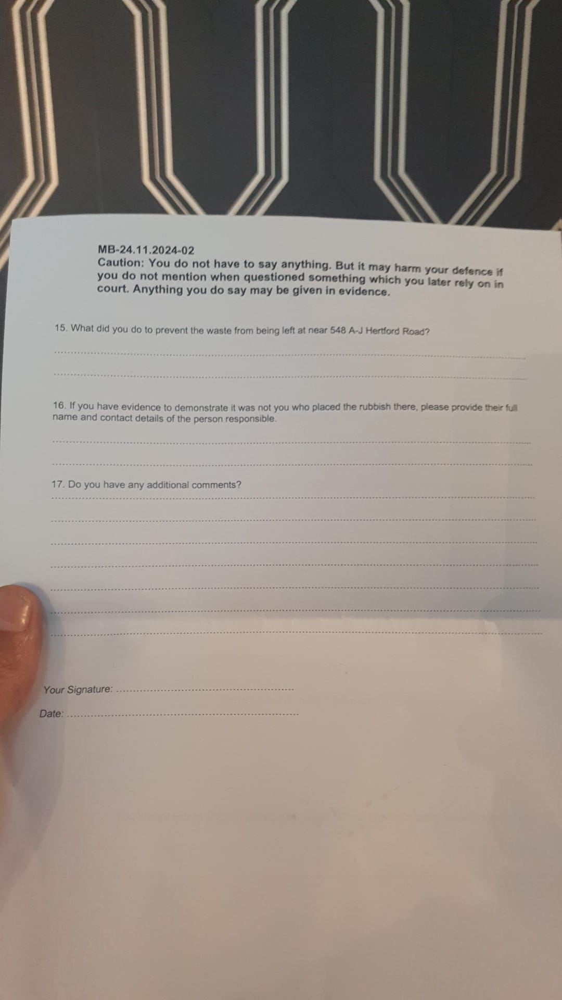 MB-24.11.2024-02
Caution: You do not have to say anything. But it may harm your defence if
you do not mention when questioned something which you later rely on in
court. Anything you do say may be given in evidence.
15. What did you do to prevent the waste from being left at near 548 A-J Hertford Road?
16. If you have evidence to demonstrate it was not you who placed the rubbish there, please provide their full
name and contact details of the person responsible.
17. Do you have any additional comments?
Your Signature:
Date: